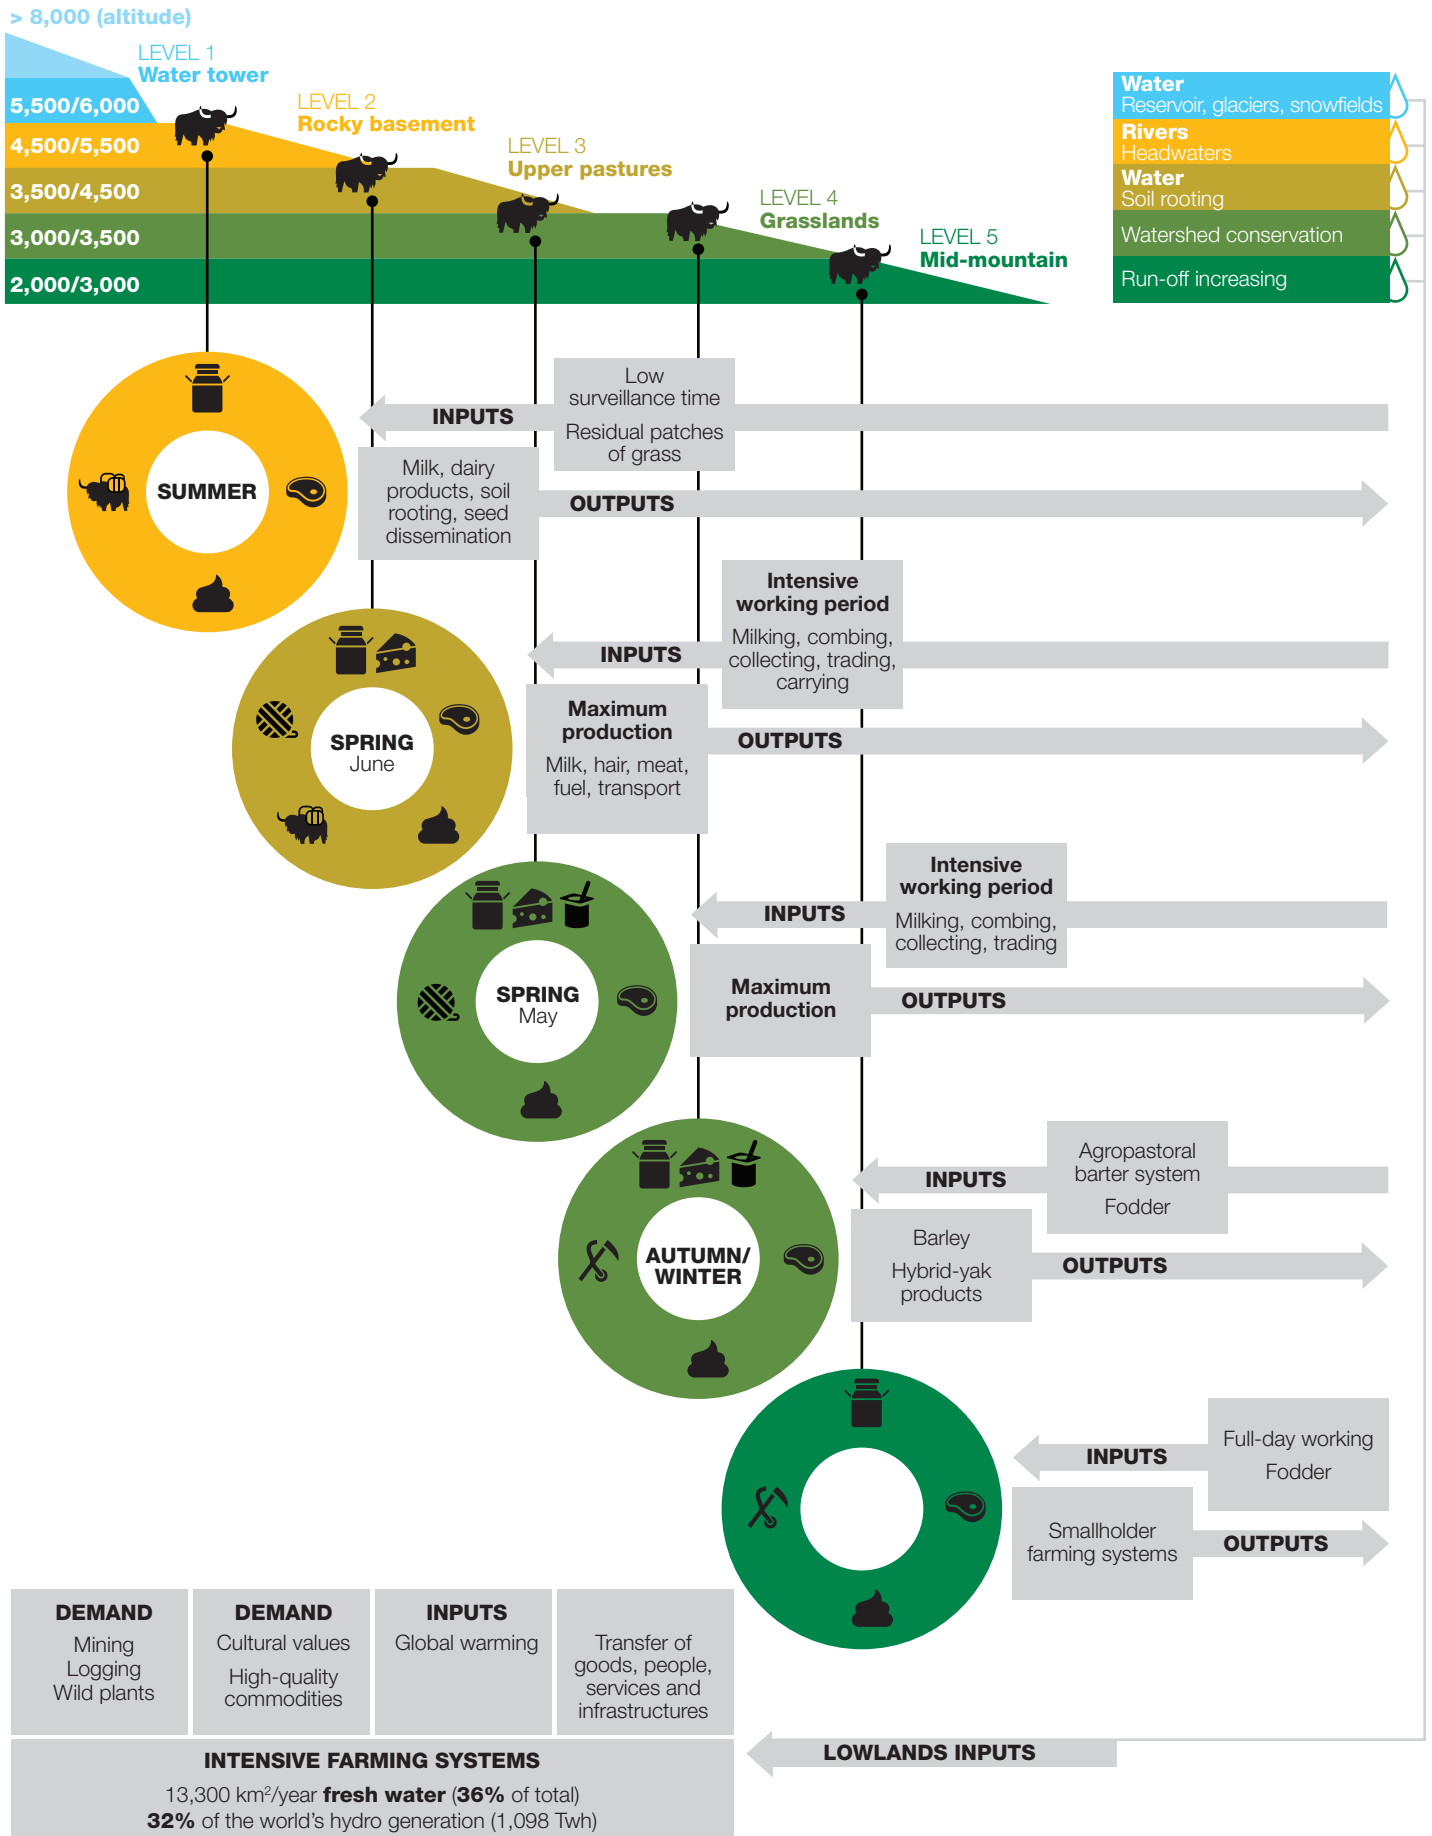 > 8,000 (altitude)
LEVEL 1
Water tower
5,500/6,000
LEVEL 2
Rocky basement
4,500/5,500
LEVEL 3
Upper pastures
3,500/4,500
LEVEL 4
Grasslands
3,000/3,500
LEVEL 5
Mid-mountain
2,000/3,000
Water
Reservoir, glaciers, snowfields
Rivers
Headwaters
Water
Soil rooting
Watershed conservation
Run-off increasing
SUMMER
INPUTS
Low
surveillance time
Residual patches
of grass
Milk, dairy
products, soil
rooting, seed
dissemination
OUTPUTS
SPRING
June
INPUTS
Intensive
working period
Milking, combing,
collecting, trading,
carrying
Maximum
production
Milk, hair, meat,
fuel, transport
OUTPUTS
SPRING
May
INPUTS
Intensive
working period
Milking, combing,
collecting, trading
Maximum
production
OUTPUTS
AUTUMN/
WINTER
INPUTS
Agropastoral
barter system
Fodder
Barley
Hybrid-yak
products
OUTPUTS
INPUTS
Full-day working
Fodder
Smallholder
farming systems
OUTPUTS
DEMAND
Mining
Logging
Wild plants
DEMAND
Cultural values
High-quality
commodities
INPUTS
Global warming
Transfer of
goods, people,
services and
infrastructures
LOWLANDS INPUTS
INTENSIVE FARMING SYSTEMS
13,300 km²/year fresh water (36% of total)
32% of the world's hydro generation (1,098 Twh)